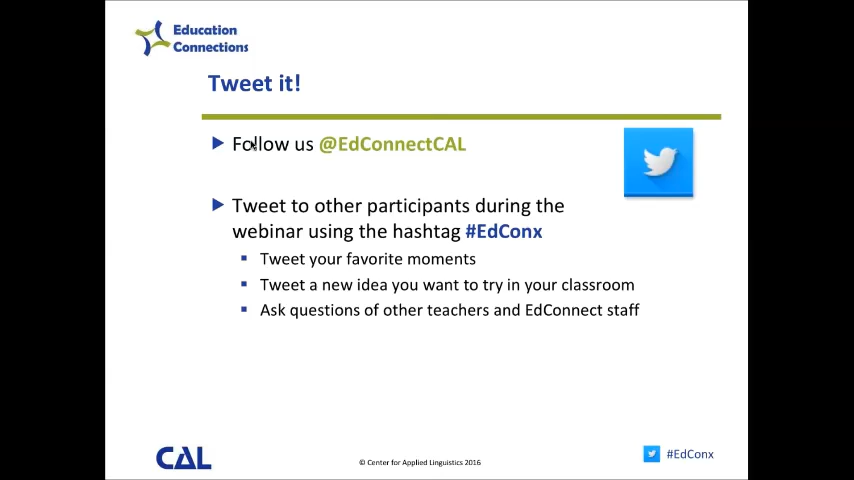 Education
Connections
Tweet it!
Follow us @EdConnectCAL
Tweet to other participants during the
webinar using the hashtag #EdConx
Tweet your favorite moments
Tweet a new idea you want to try in your classroom
Ask questions of other teachers and EdConnect staff
CAL
© Center for Applied Linguistics 2016
#EdConx